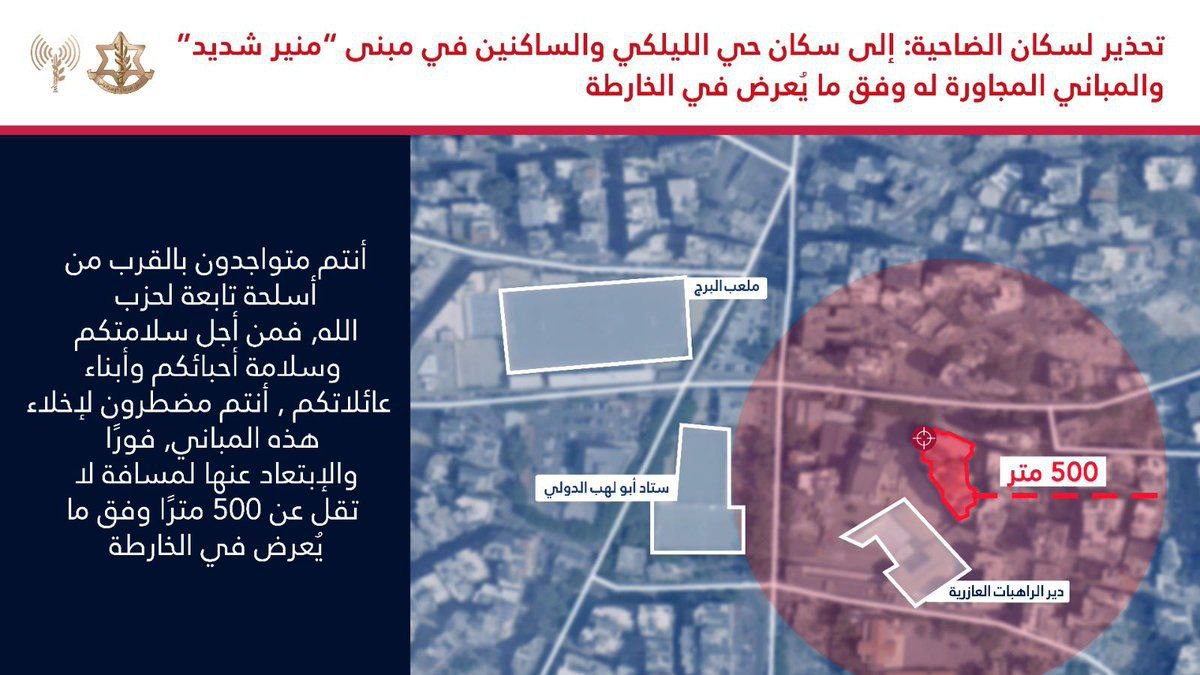 تحذير لسكان الضاحية: إلى سكان حي الليلكي والساكنين في مبنى “منير شديد”
والمباني المجاورة له وفق ما يُعرض في الخارطة
أنتم متواجدون بالقرب من
أسلحة تابعة لحزب
الله, فمن أجل سلامتكم
وسلامة أحبائكم وأبناء
عائلاتكم , أنتم مضطرون لإخلاء
هذه المباني, فورًا
والإبتعاد عنها لمسافة لا
تقل عن 500 مترًا وفق ما
يُعرض في الخارطة
ملعب البرج
500 متر
ستاد أبو لهب الدولي
دير الراهبات العازرية